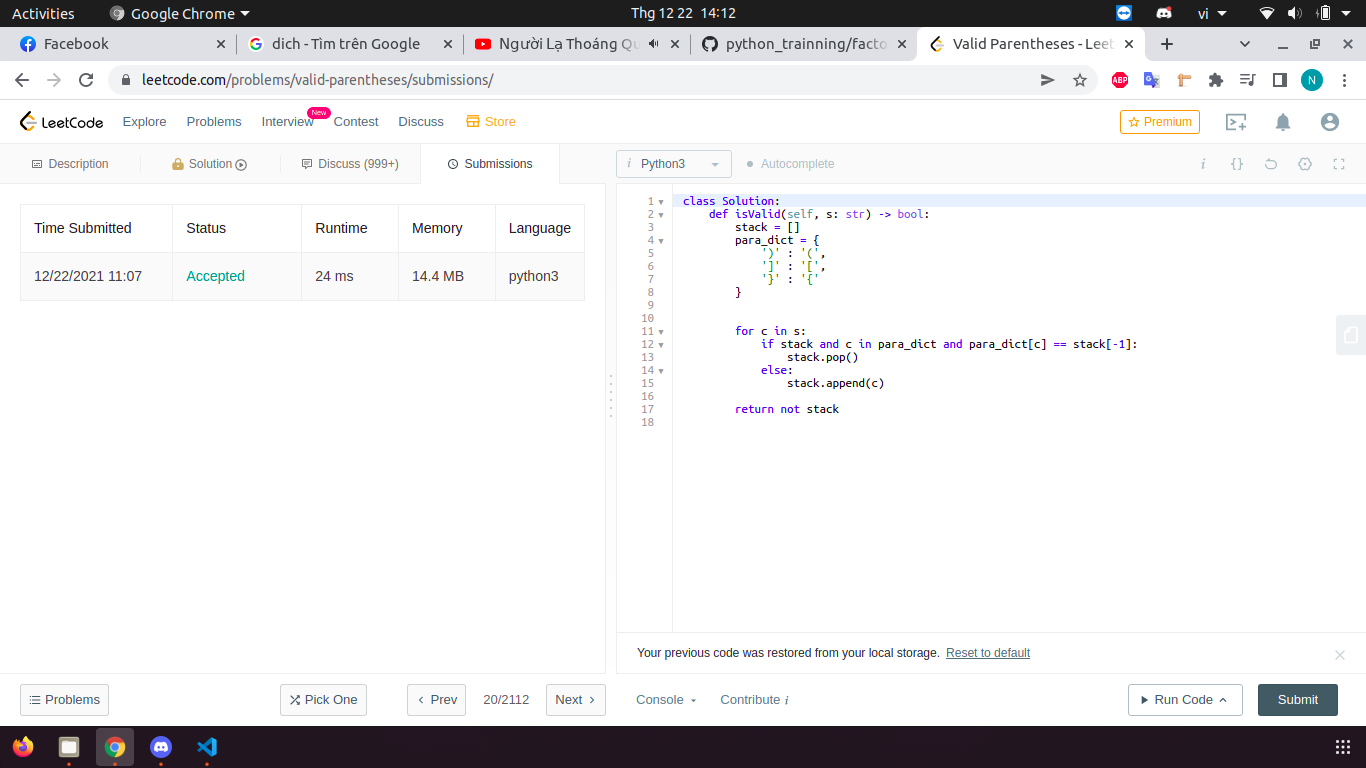 Activities
Google Chrome
Thg 12 22 14:12
vi
Facebook
dich - Tìm trên Google
Người Lạ Thoáng Qu
python_trainning/facto
Valid Parentheses - Leet
leetcode.com/problems/valid-parentheses/submissions/
ABP
N
LeetCode
Explore
Problems
Interview
New
Contest
Discuss
Store
Premium
Description
Solution
Discuss (999+)
Submissions
i Python3
Autocomplete
i {}
Time Submitted Status Runtime Memory Language
12/22/2021 11:07 Accepted 24 ms 14.4 MB python3
1 class Solution:
2 def isValid(self, s: str) -> bool:
3 stack = []
4 para_dict = {
5 ')' : '(',
6 ']' : '[',
7 '}' : '{'
8 }
9
10
11 for c in s:
12 if stack and c in para_dict and para_dict[c] == stack[-1]:
13 stack.pop()
14 else:
15 stack.append(c)
16
17 return not stack
18
Your previous code was restored from your local storage. Reset to default
Problems
Pick One
Prev
20/2112
Next
Console
Contribute i
Run Code
Submit